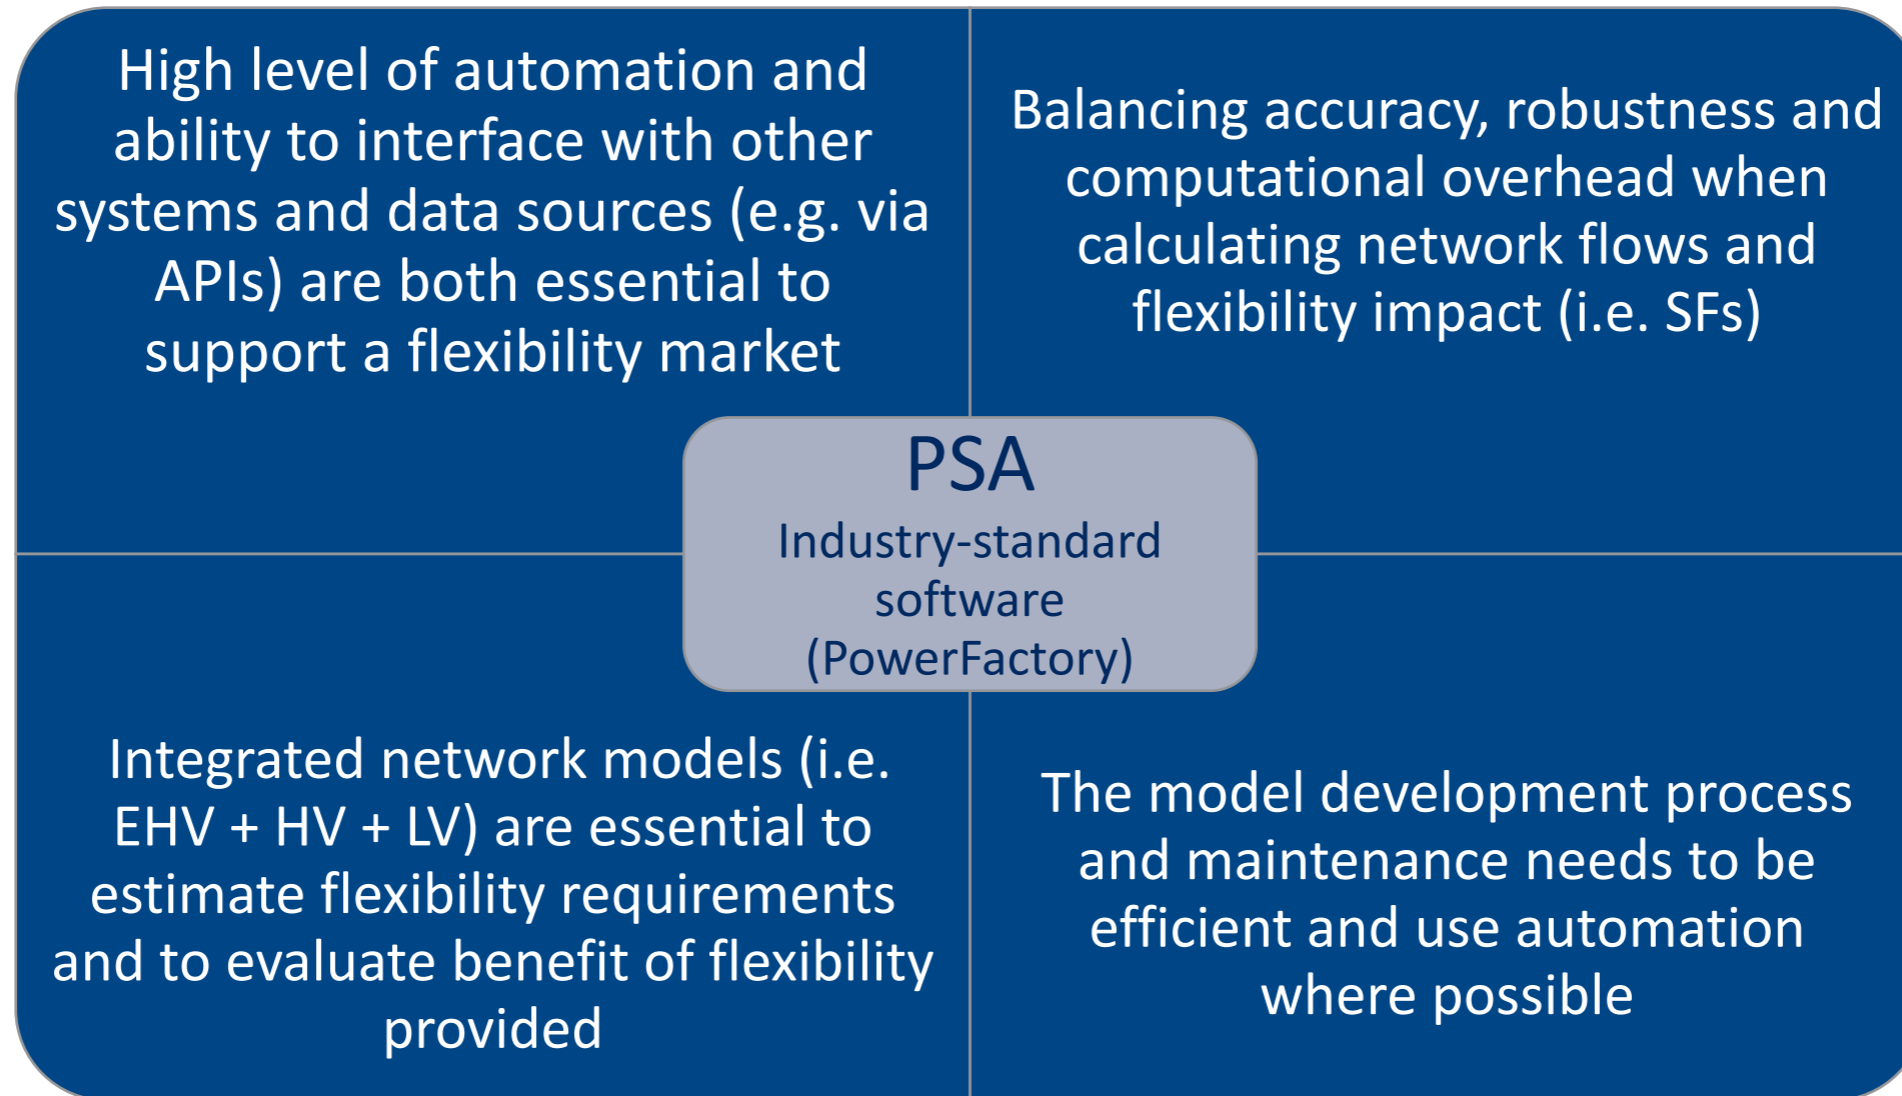 High level of automation and
ability to interface with other
systems and data sources (e.g. via
APIs) are both essential to
support a flexibility market
Balancing accuracy, robustness and
computational overhead when
calculating network flows and
flexibility impact (i.e. SFs)
PSA
Industry-standard
software
(PowerFactory)
Integrated network models (i.e.
EHV + HV + LV) are essential to
estimate flexibility requirements
and to evaluate benefit of flexibility
provided
The model development process
and maintenance needs to be
efficient and use automation
where possible